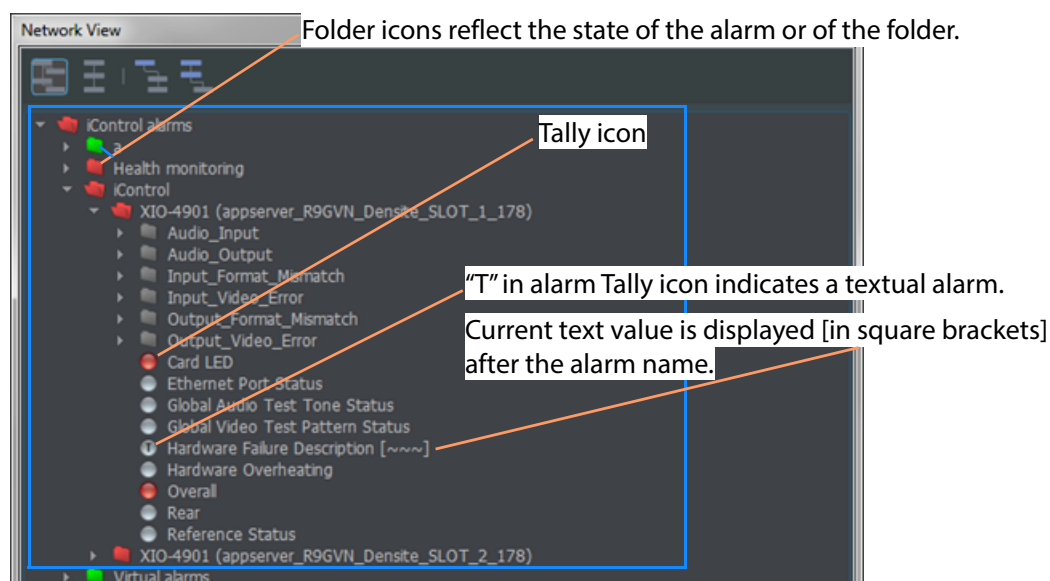 Network View
Folder icons reflect the state of the alarm or of the folder.
iControl alarms
a
Tally icon
Health monitoring
iControl
XIO-4901 (appserver_R9GVN_Densite_SLOT_1_178)
Audio_Input
Audio_Output
Input_Format_Mismatch
“T” in alarm Tally icon indicates a textual alarm.
Input_Video_Error
Output_Format_Mismatch
Current text value is displayed [in square brackets]
after the alarm name.
Output_Video_Error
Card LED
Ethernet Port Status
Global Audio Test Tone Status
Global Video Test Pattern Status
T
Hardware Failure Description [~~~]
Hardware Overheating
Overall
Rear
Reference Status
XIO-4901 (appserver_R9GVN_Densite_SLOT_2_178)
Virtual alarms